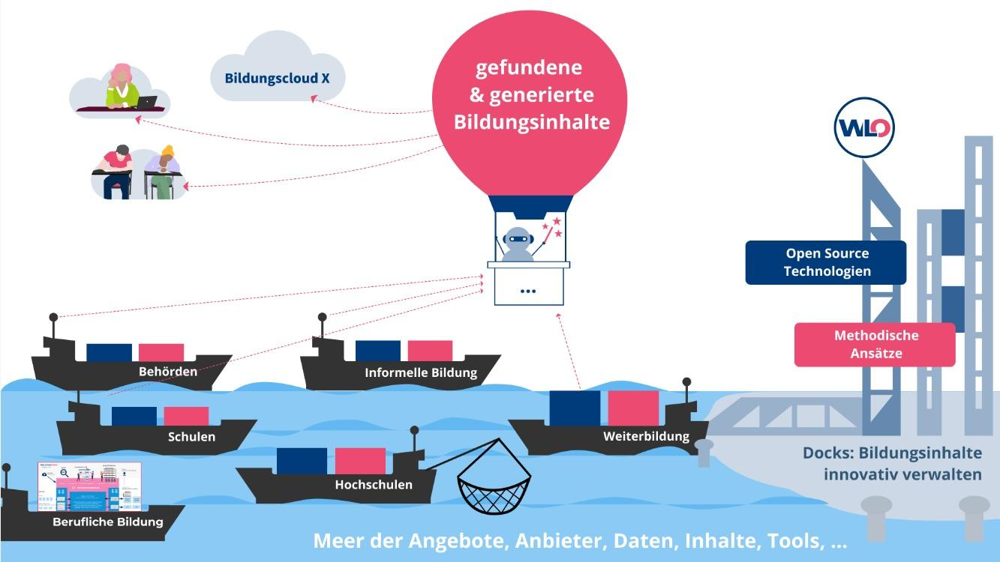 gefundene
& generierte
Bildungsinhalte
Bildungscloud X
WLO
Open Source
Technologien
Methodische
Ansätze
Behörden
Informelle Bildung
Schulen
Weiterbildung
Hochschulen
Docks: Bildungsinhalte
innovativ verwalten
Berufliche Bildung
Meer der Angebote, Anbieter, Daten, Inhalte, Tools, ...